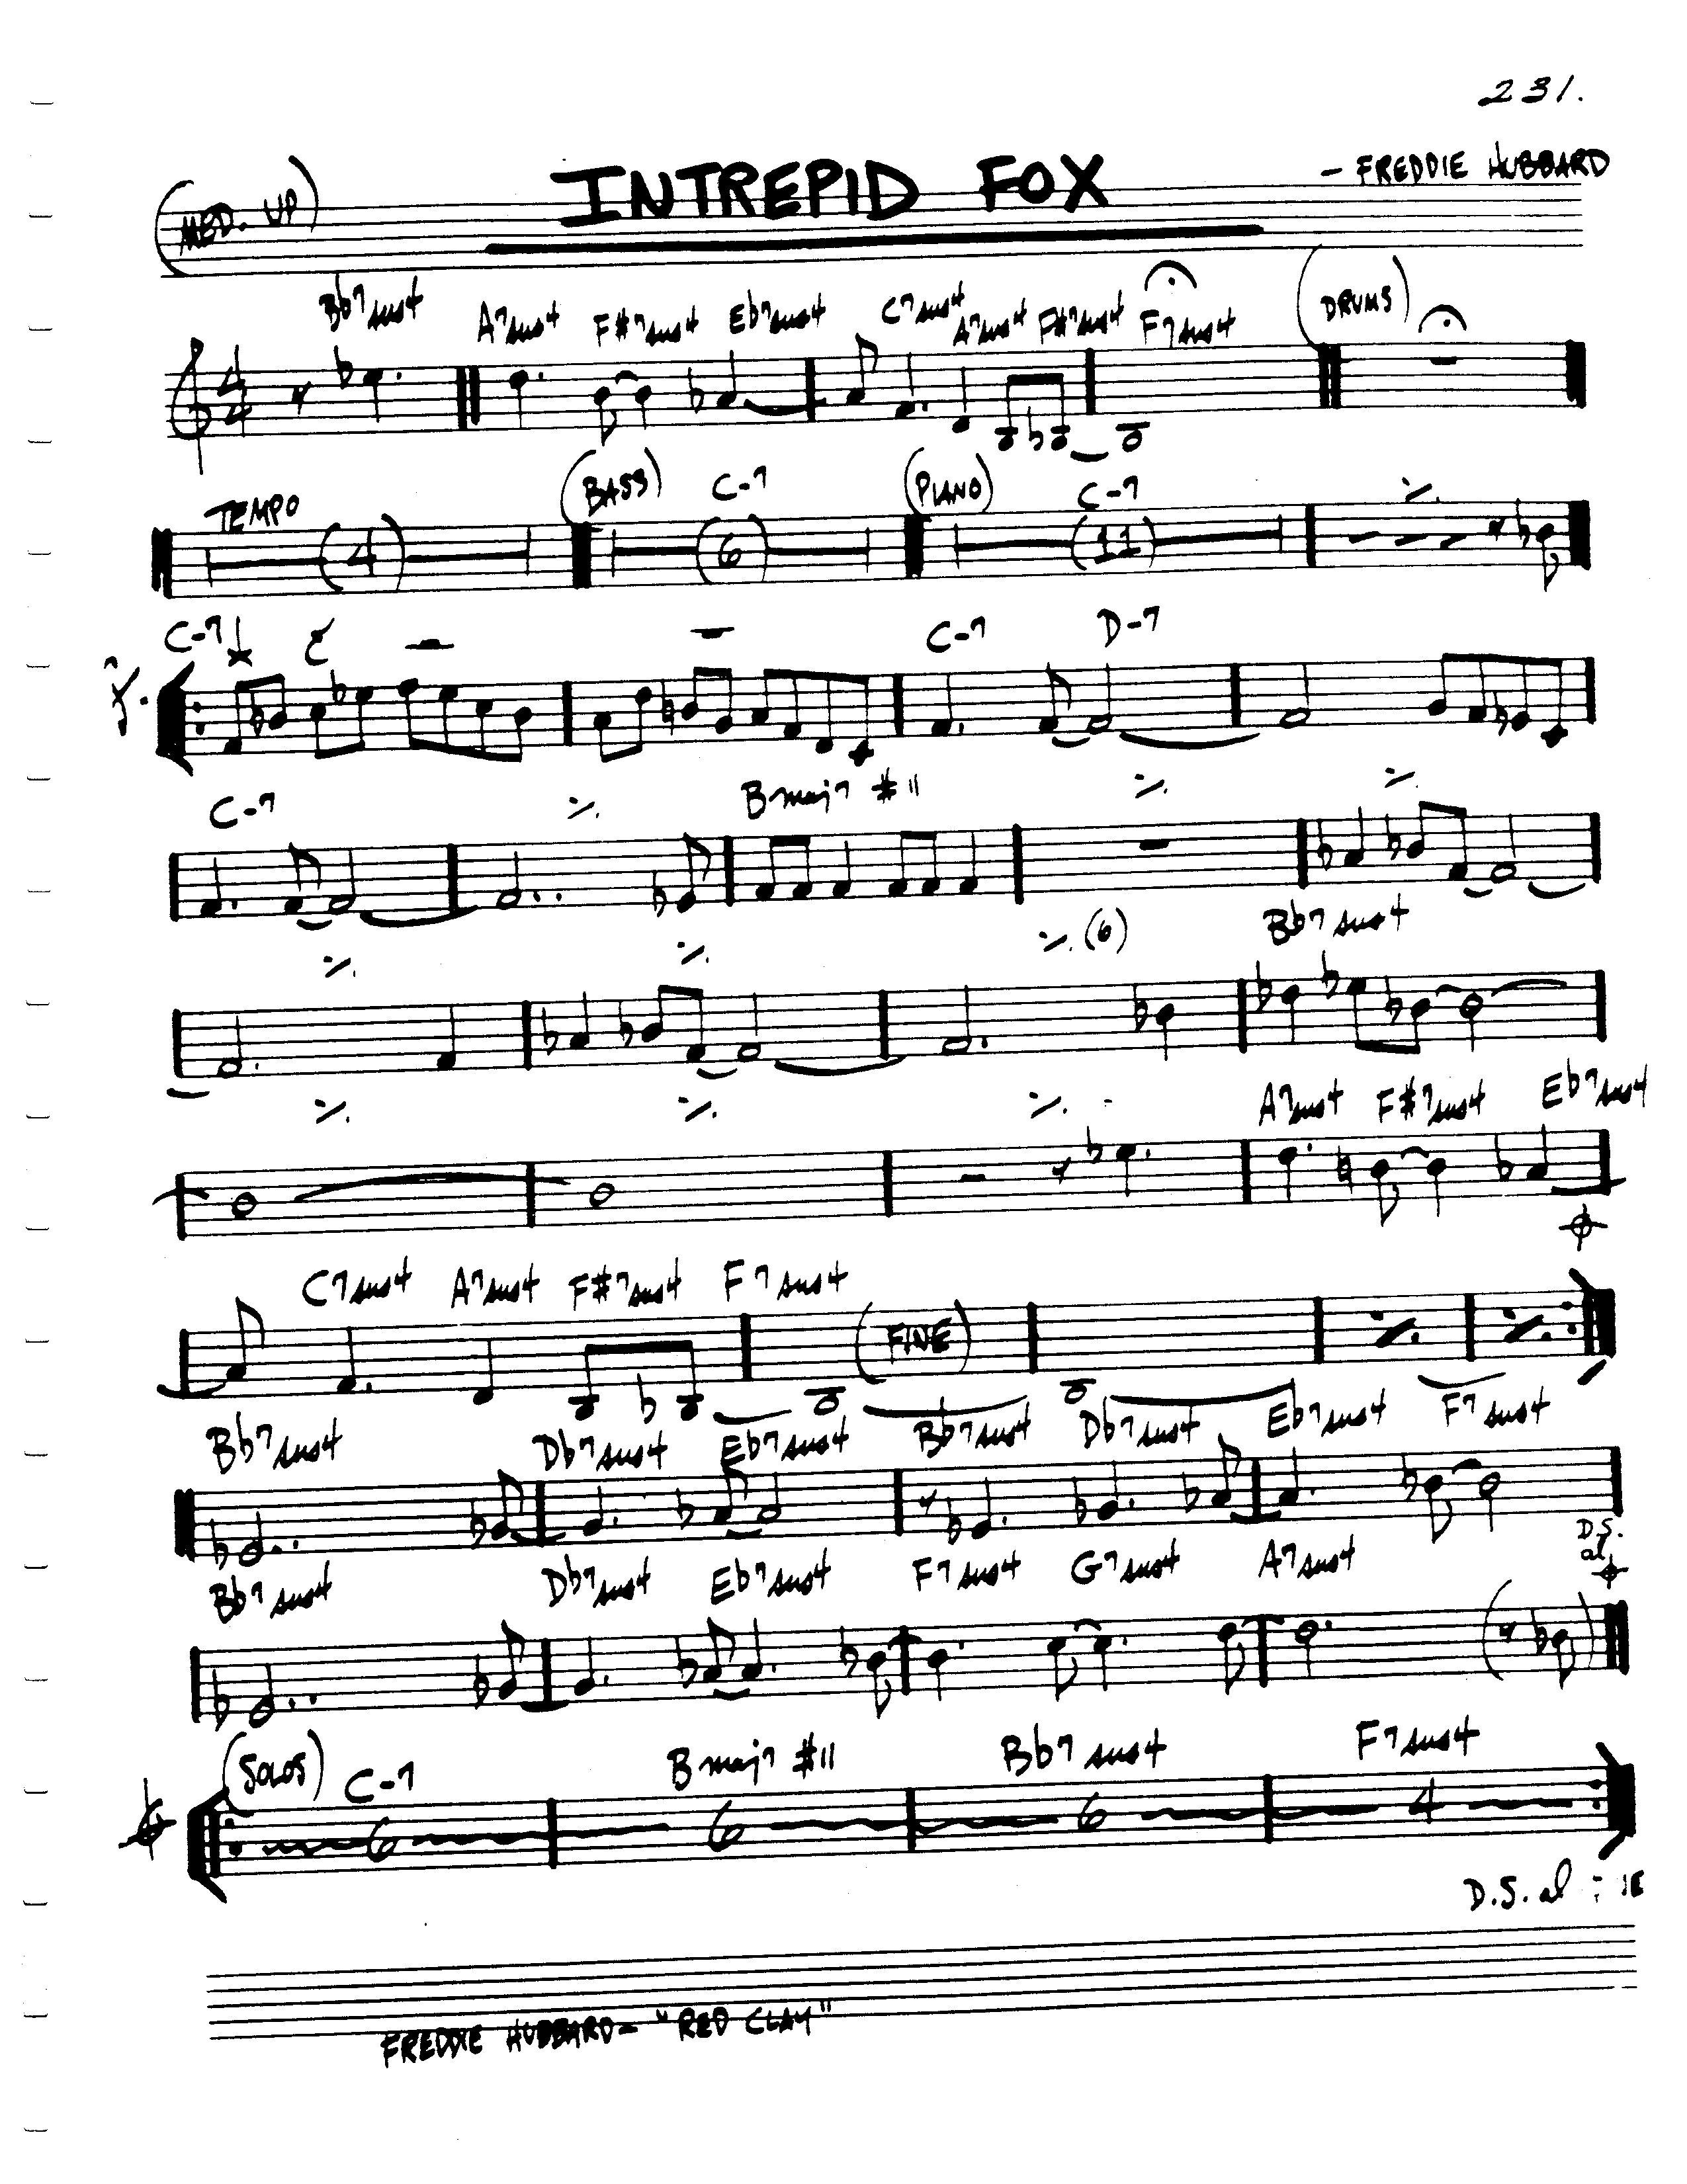 231.
(MED. UP) INTREPID FOX – FREDDIE HUBBARD
Bb7sus4 A7sus4 F#7sus4 Eb7sus4 C7sus4 A7sus4 F#7sus4 F7sus4 (DRUMS)
4 4
TEMPO (BASS) C-7 (PIANO) C-7
(4) (6) (11)
C-7 C-7 D-7
C-7 Bmaj7 #11
(6) Bb7sus4
A7sus4 F#7sus4 Eb7sus4
C7sus4 A7sus4 F#7sus4 F7sus4
(FINE)
Bb7sus4 Db7sus4 Eb7sus4 Bb7sus4 Db7sus4 Eb7sus4 F7sus4
D.S. al
Bb7sus4 Db7sus4 Eb7sus4 F7sus4 G7sus4 A7sus4
(SOLOS) C-7 Bmaj7 #11 Bb7sus4 F7sus4
6 6 6 4
D.S. al
FREDDIE HUBBARD – "RED CLAY"